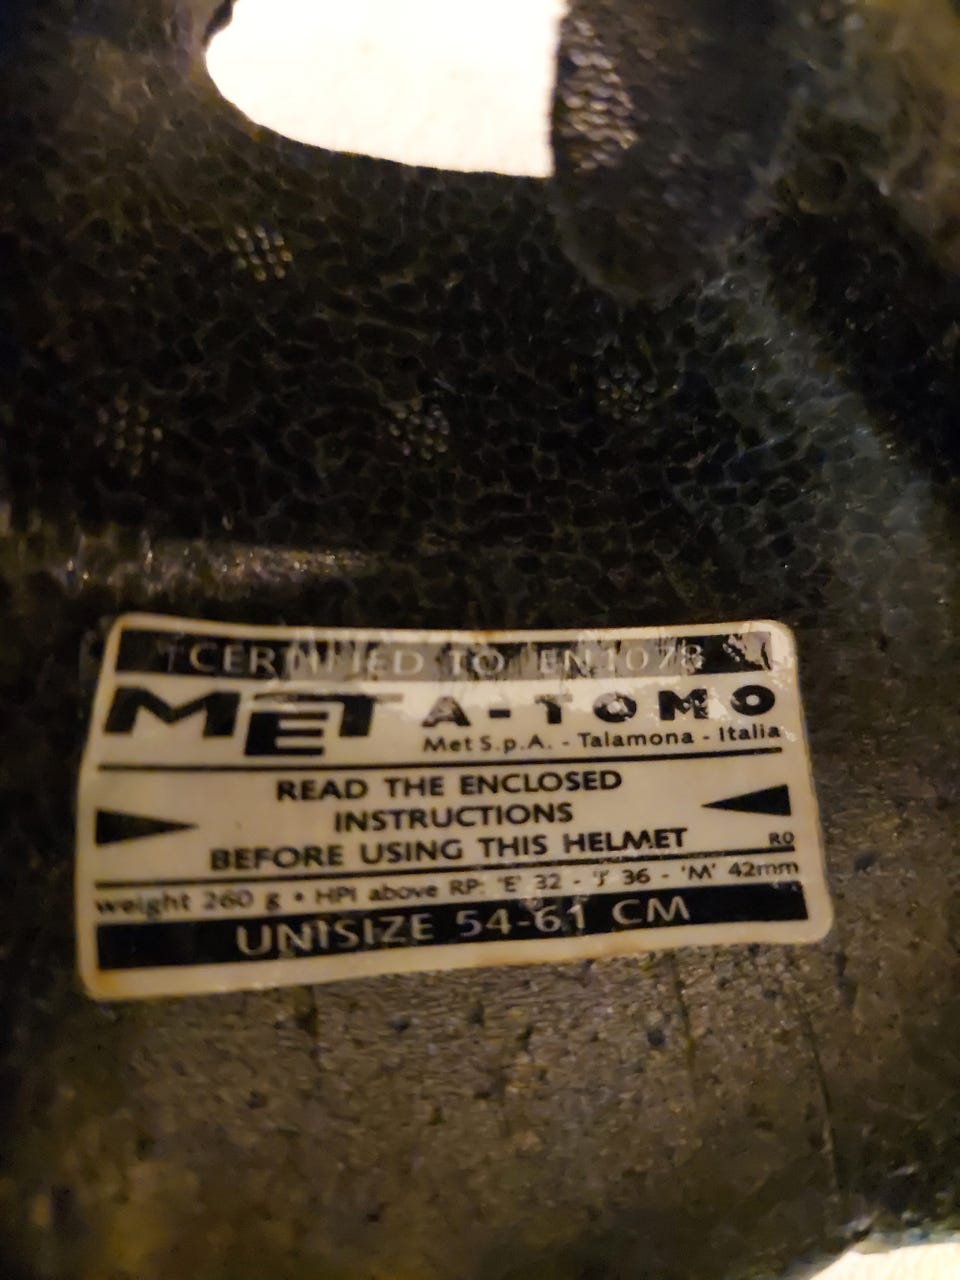 CERTIFIED TO EN1078
MET A-TOMO
Met S.p.A. - Talamona - Italia
READ THE ENCLOSED
INSTRUCTIONS
BEFORE USING THIS HELMET
R0
weight 260 g • HPI above RP: 'E' 32 - 'J' 36 - 'M' 42mm
UNISIZE 54-61 CM